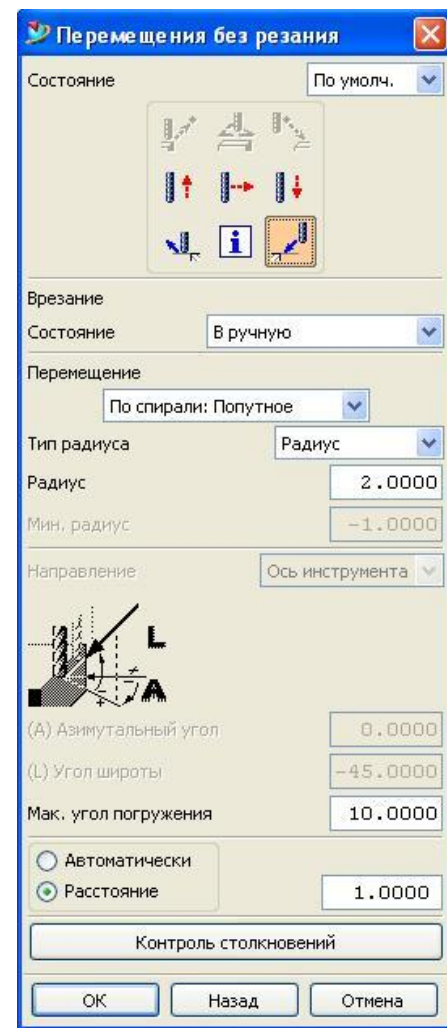 Перемещения без резания
Состояние По умолч.
i
Врезание
Состояние В ручную
Перемещение
По спирали: Попутное
Тип радиуса Радиус
Радиус 2.0000
Мин. радиус -1.0000
Направление Ось инструмента
L
A
(A) Азимутальный угол 0.0000
(L) Угол широты -45.0000
Мак. угол погружения 10.0000
Автоматически
Расстояние 1.0000
Контроль столкновений
ОК Назад Отмена